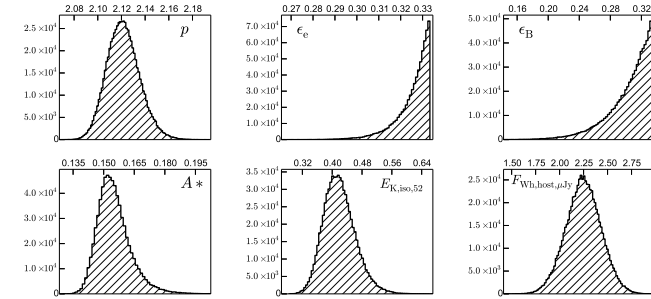 2.08 2.10 2.12 2.14 2.16 2.18
p
2.5 ×10⁴
2.0 ×10⁴
1.5 ×10⁴
1.0 ×10⁴
5.0 ×10³
0.27 0.28 0.29 0.30 0.31 0.32 0.33
ϵe
7.0 ×10⁴
6.0 ×10⁴
5.0 ×10⁴
4.0 ×10⁴
3.0 ×10⁴
2.0 ×10⁴
1.0 ×10⁴
0.16 0.20 0.24 0.28 0.32
ϵB
5.0 ×10⁴
4.0 ×10⁴
3.0 ×10⁴
2.0 ×10⁴
1.0 ×10⁴
0.135 0.150 0.165 0.180 0.195
A∗
4.0 ×10⁴
3.0 ×10⁴
2.0 ×10⁴
1.0 ×10⁴
0.32 0.40 0.48 0.56 0.64
E_K,iso,52
3.5 ×10⁴
3.0 ×10⁴
2.5 ×10⁴
2.0 ×10⁴
1.5 ×10⁴
1.0 ×10⁴
5.0 ×10³
1.50 1.75 2.00 2.25 2.50 2.75
F_Wh,host,μJy
2.5 ×10⁴
2.0 ×10⁴
1.5 ×10⁴
1.0 ×10⁴
5.0 ×10³